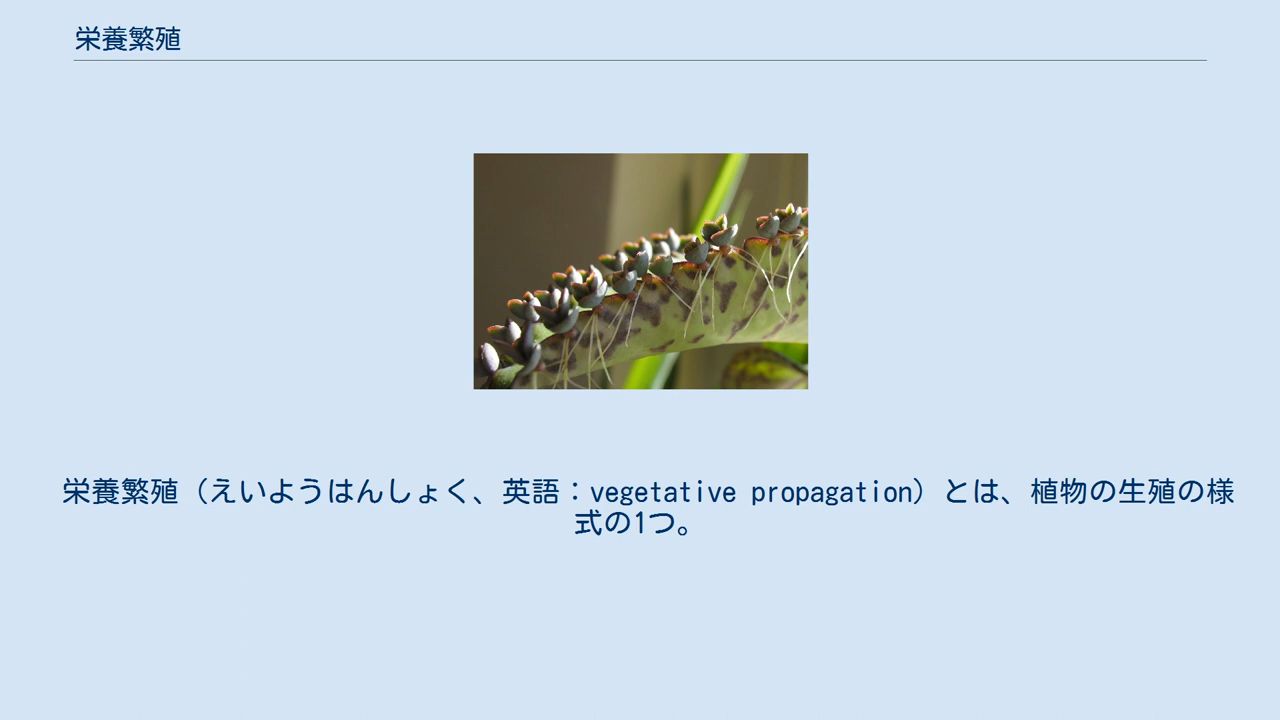 栄養繁殖
栄養繁殖（えいようはんしょく、英語：vegetative propagation）とは、植物の生殖の様
式の1つ。